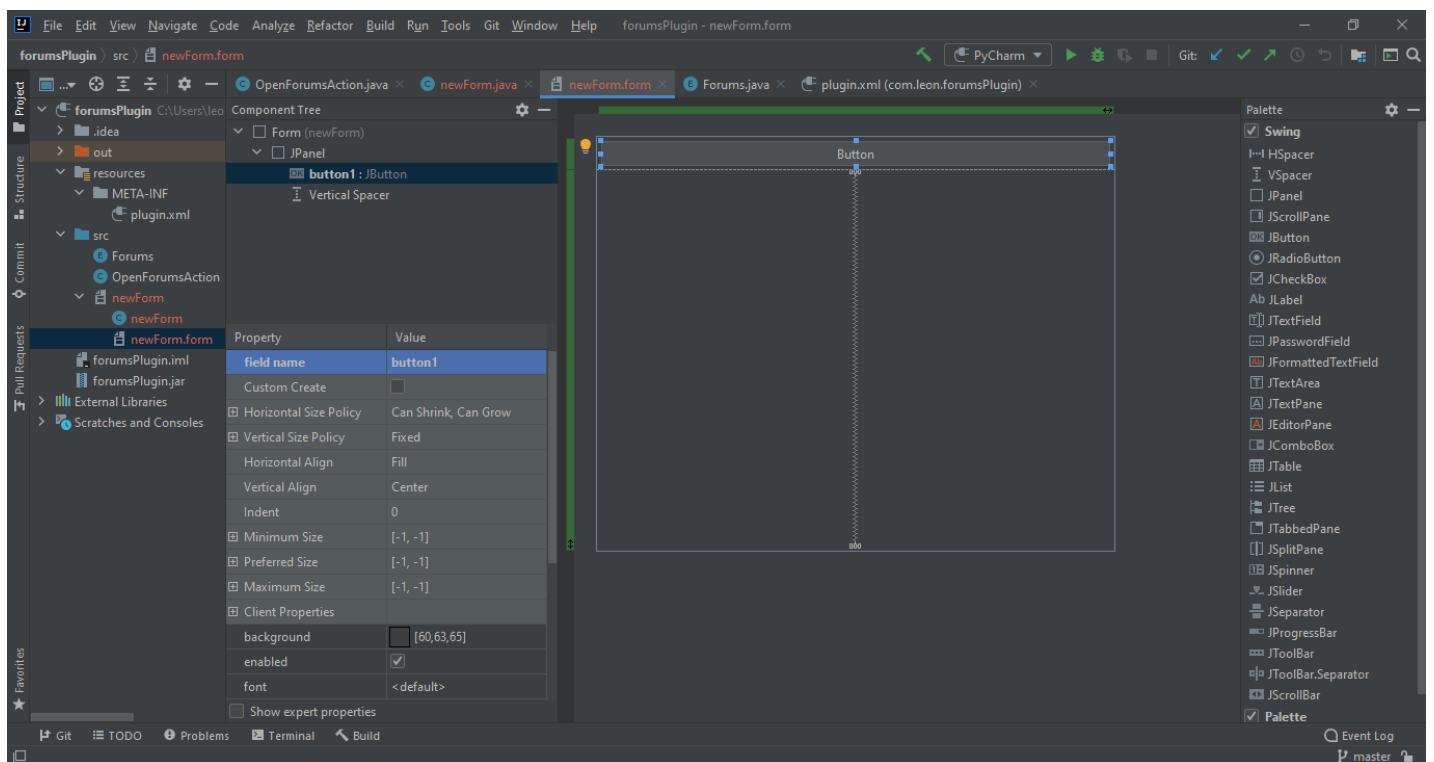 File Edit View Navigate Code Analyze Refactor Build Run Tools Git Window Help forumsPlugin - newForm.form
forumsPlugin src newForm.form
PyCharm Git:
Project
Structure
Commit
Pull Requests
Favorites
OpenForumsAction.java newForm.java newForm.form Forums.java plugin.xml (com.leon.forumsPlugin)
forumsPlugin C:\Users\leo
.idea
out
resources
META-INF
plugin.xml
src
Forums
OpenForumsAction
newForm
newForm
newForm.form
forumsPlugin.iml
forumsPlugin.jar
External Libraries
Scratches and Consoles
Component Tree
Form (newForm)
JPanel
button1 : JButton
Vertical Spacer
Property Value
field name button1
Custom Create
Horizontal Size Policy Can Shrink, Can Grow
Vertical Size Policy Fixed
Horizontal Align Fill
Vertical Align Center
Indent 0
Minimum Size [-1, -1]
Preferred Size [-1, -1]
Maximum Size [-1, -1]
Client Properties
background [60,63,65]
enabled
font <default>
Show expert properties
Button
Palette
Swing
HSpacer
VSpacer
JPanel
JScrollPane
JButton
JRadioButton
JCheckBox
Ab JLabel
JTextField
JPasswordField
JFormattedTextField
JTextArea
JTextPane
JEditorPane
JComboBox
JTable
JList
JTree
JTabbedPane
JSplitPane
JSpinner
JSlider
JSeparator
JProgressBar
JToolBar
JToolBar.Separator
JScrollBar
Palette
Git TODO Problems Terminal Build Event Log
master